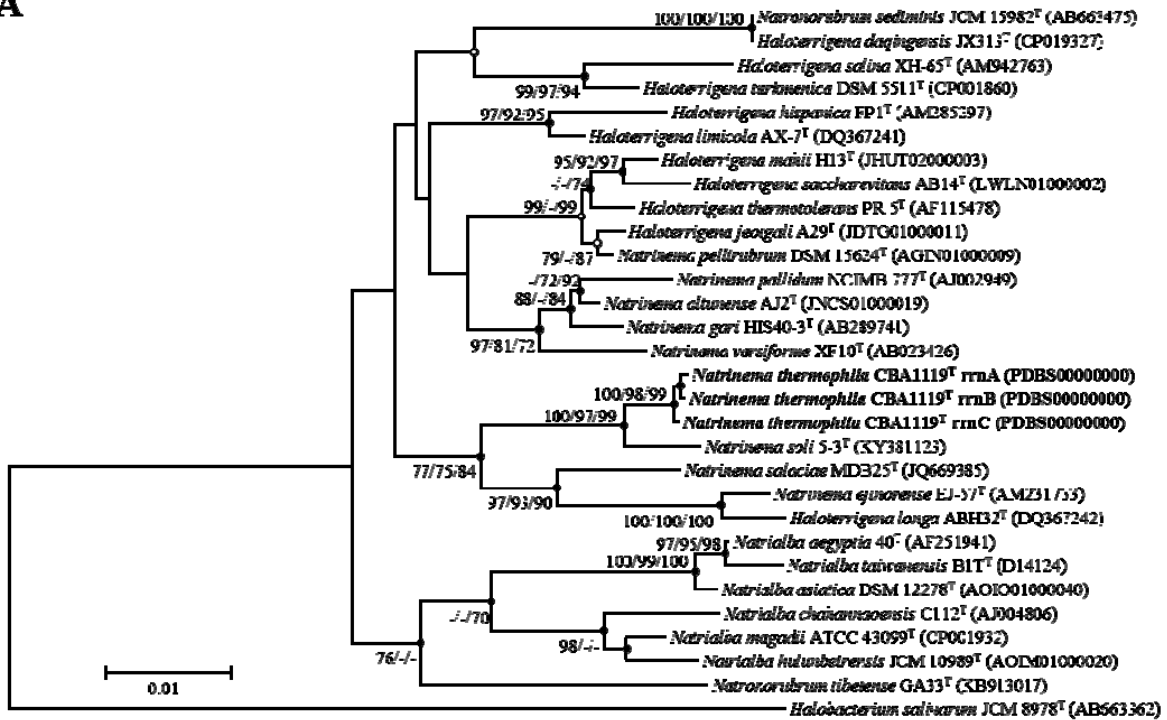 A
100/100/100
Natronorubrum sediminis JCM 15982T (AB663475)
Haloterrigena daqingensis JX313T (CP019327)
Haloterrigena salina XH-65T (AM942763)
99/97/94
Haloterrigena turkmenica DSM 5511T (CP001860)
97/92/95
Haloterrigena hispanica FP1T
Haloterrigena limicola AX-7T (DQ367241)
95/92/97
Haloterrigena mahii H13T (JHUT02000003)
-/-/74
Haloterrigena saccharevitans AB14T (LWLN01000002)
99/-/99
Haloterrigena thermotolerans PR 5T (AF115478)
Haloterrigena jeotgali A29T (JDTG01000011)
79/-/87
Natrinema pellirubrum DSM 15624T (AGIN01000009)
-/72/92
Natrinema pallidum NCIMB 777T (AJ002949)
88/-/84
Natrinema altunense AJ2T (JNCS01000019)
Natrinema gari HIS40-3T (AB289741)
97/81/72
Natrinema versiforme XF10T (AB023426)
Natrinema thermophila CBA1119T rrnA (PDBS00000000)
100/98/99
Natrinema thermophila CBA1119T rrnB (PDBS00000000)
100/97/99
Natrinema thermophila CBA1119T rrnC (PDBS00000000)
Natrinema soli 5-3T (KY381123)
77/75/84
Natrinema salaciae MDB25T (JQ669385)
97/93/90
Natrinema ejinorense EJ-57T
100/100/100
Haloterrigena longa ABH32T (DQ367242)
97/95/98
Natrialba aegyptia 40T (AF251941)
100/99/100
Natrialba taiwanensis B1TT (D14124)
Natrialba asiatica DSM 12278T (AOIO01000040)
-/-/70
Natrialba chahannaoensis C112T (AJ004806)
98/-/-
Natrialba magadii ATCC 43099T (CP001932)
Natrialba hulunbeirensis JCM 10989T (AOIM01000020)
76/-/-
Natronorubrum tibetense GA33T (KB913017)
0.01
Halobacterium salinarum JCM 8978T (AB663362)